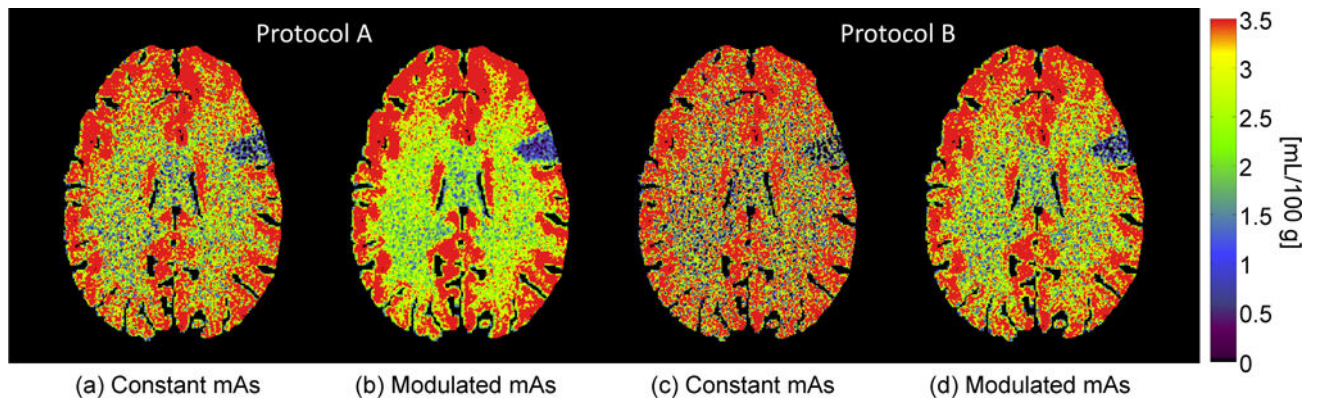 Protocol A
Protocol B
3.5
3
2.5
2
1.5
1
0.5
0
[mL/100 g]
(a) Constant mAs
(b) Modulated mAs
(c) Constant mAs
(d) Modulated mAs